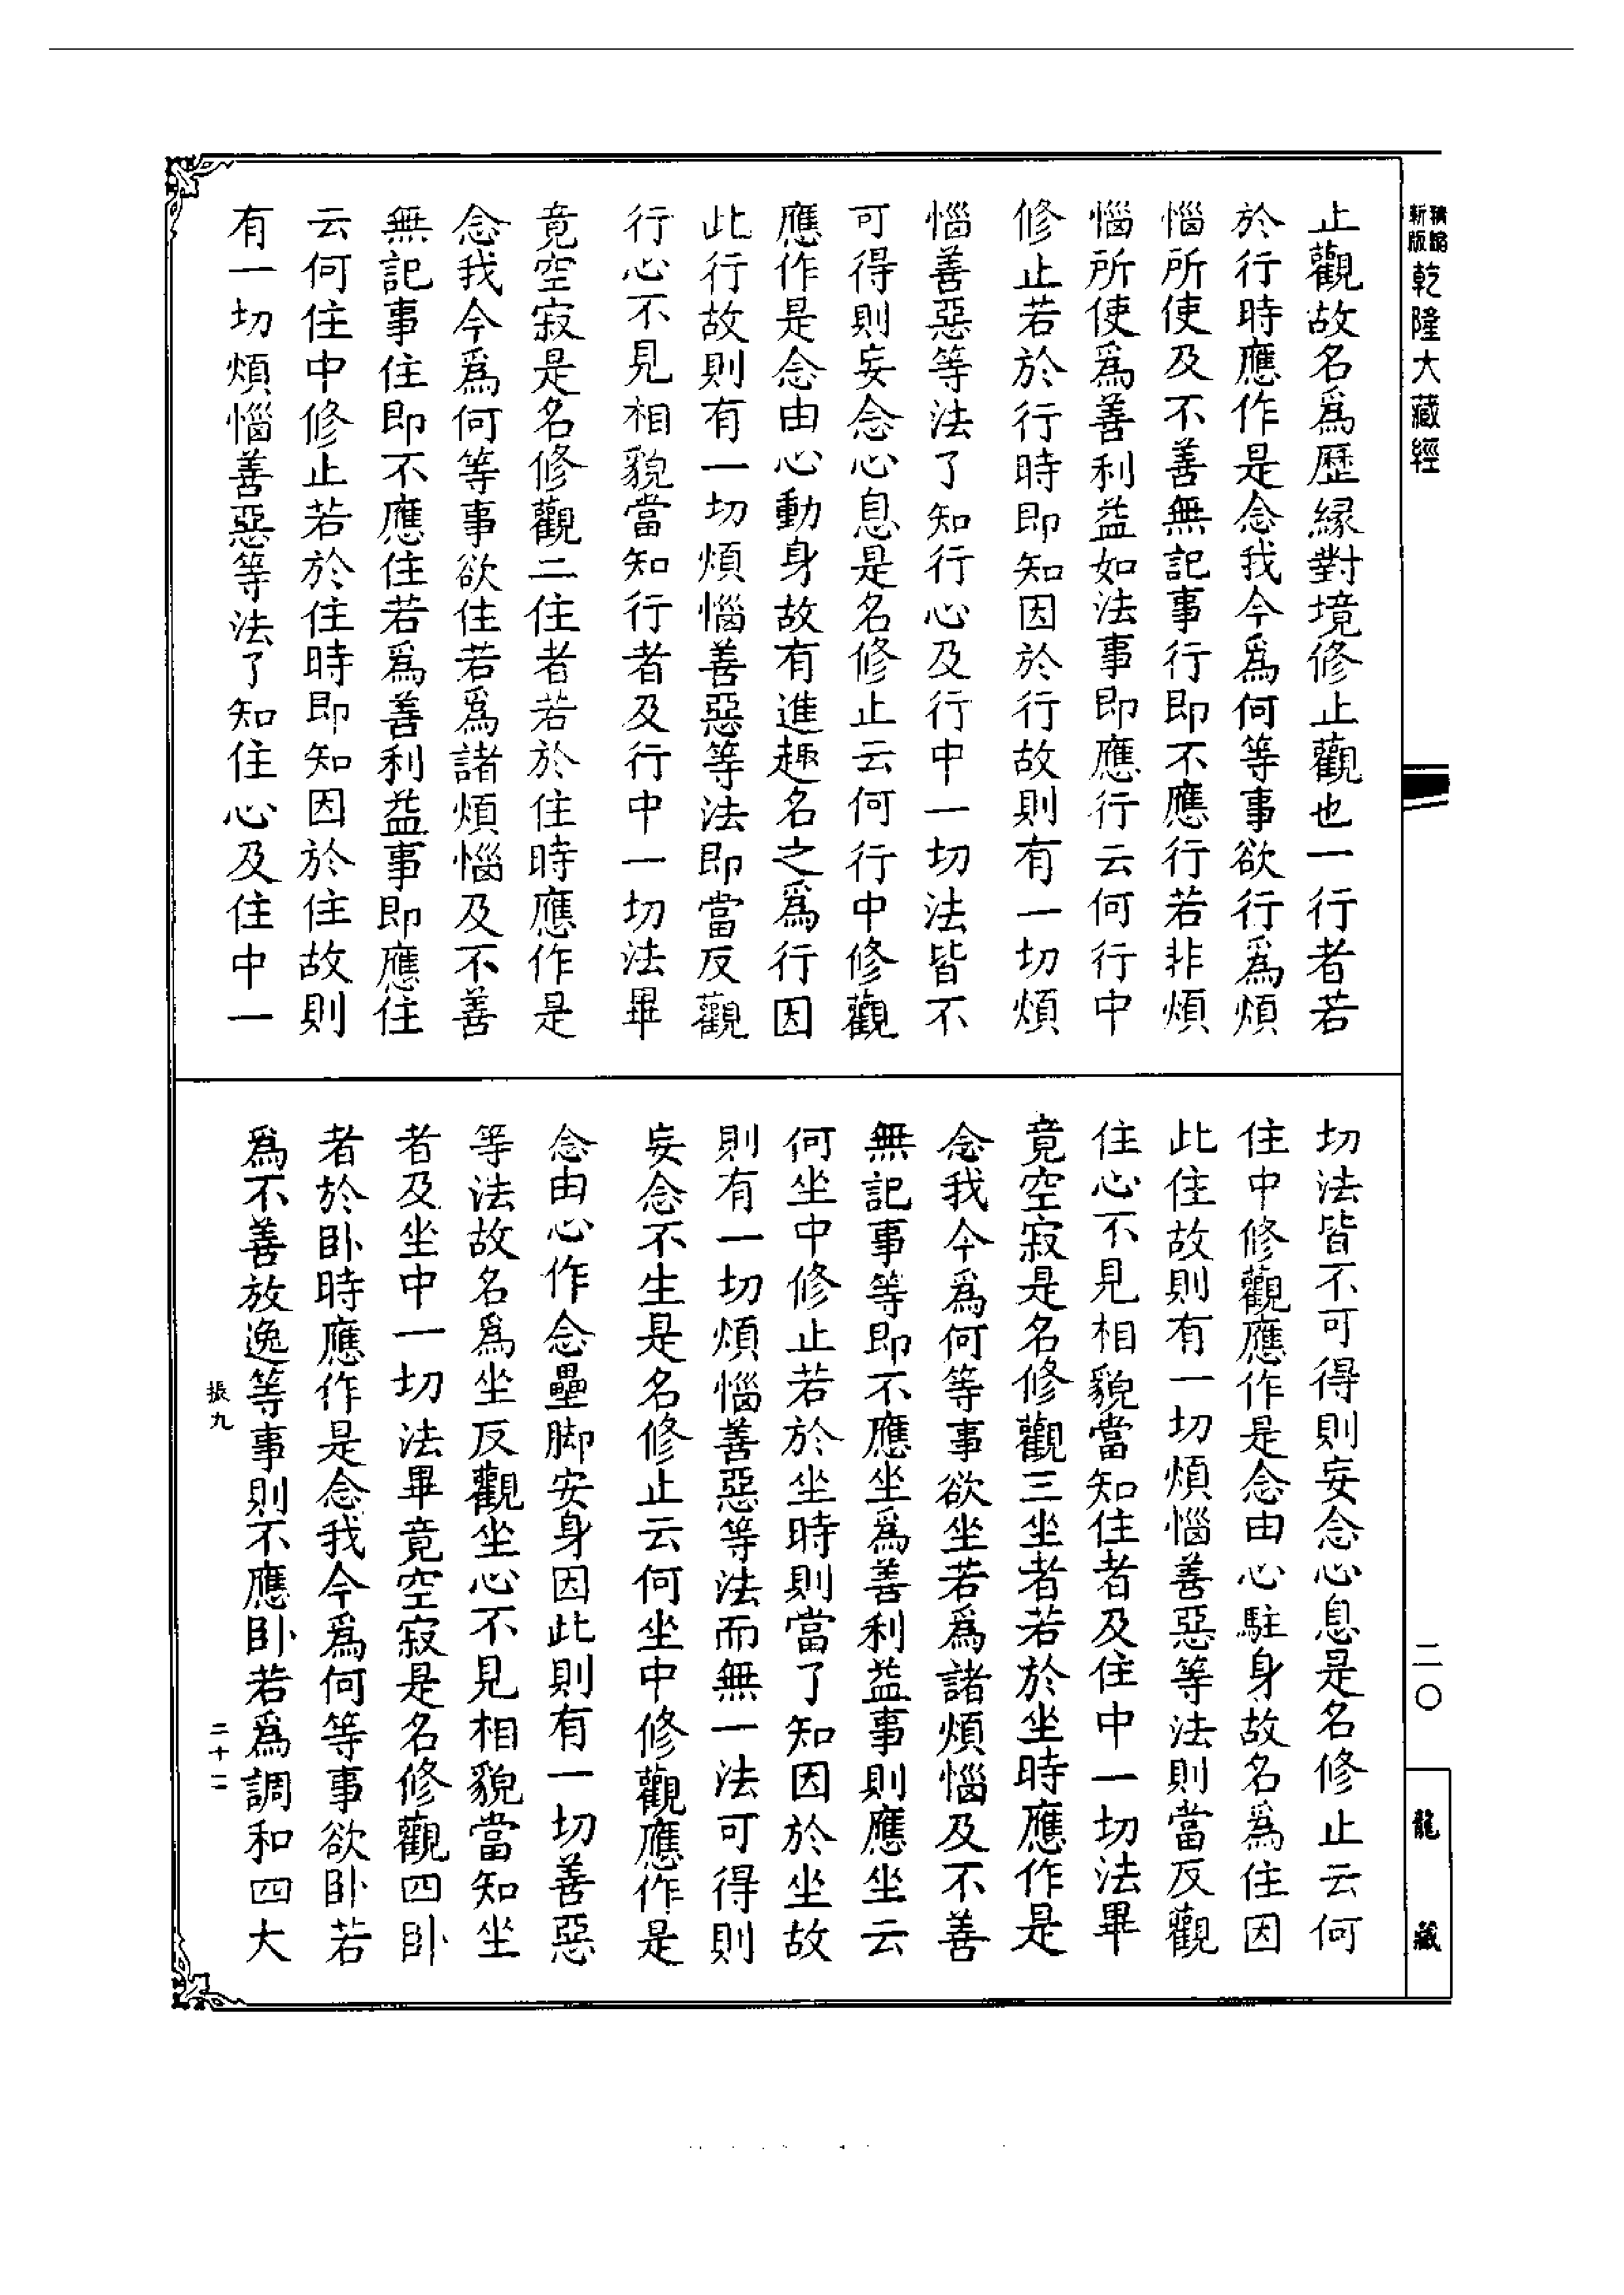 精縮新版乾隆大藏經
止觀故名爲歷緣對境修止觀也一行者若
於行時應作是念我今爲何等事欲行爲煩
惱所使及不善無記事行即不應行若非煩
惱所使爲善利益如法事即應行云何行中
修止若於行時即知因於行故則有一切煩
惱善惡等法了知行心及行中一切法皆不
可得則妄念心息是名修止云何行中修觀
應作是念由心動身故有進趣名之爲行因
此行故則有一切煩惱善惡等法即當反觀
行心不見相貌當知行者及行中一切法畢
竟空寂是名修觀二住者若於住時應作是
念我今爲何等事欲住若爲諸煩惱及不善
無記事住即不應住若爲善利益事即應住
云何住中修止若於住時即知因於住故則
有一切煩惱善惡等法了知住心及住中一
切法皆不可得則妄念心息是名修止云何
住中修觀應作是念由心駐身故名爲住因
此住故則有一切煩惱善惡等法則當反觀
住心不見相貌當知住者及住中一切法畢
竟空寂是名修觀三坐者若於坐時應作是
念我今爲何等事欲坐若爲諸煩惱及不善
無記事等即不應坐爲善利益事則應坐云
何坐中修止若於坐時則當了知因於坐故
則有一切煩惱善惡等法而無一法可得則
妄念不生是名修止云何坐中修觀應作是
念由心作念壘脚安身因此則有一切善惡
等法故名爲坐反觀坐心不見相貌當知坐
者及坐中一切法畢竟空寂是名修觀四卧
者於卧時應作是念我今爲何等事欲卧若
爲不善放逸等事則不應卧若爲調和四大
振九
二十二
二〇
龍藏